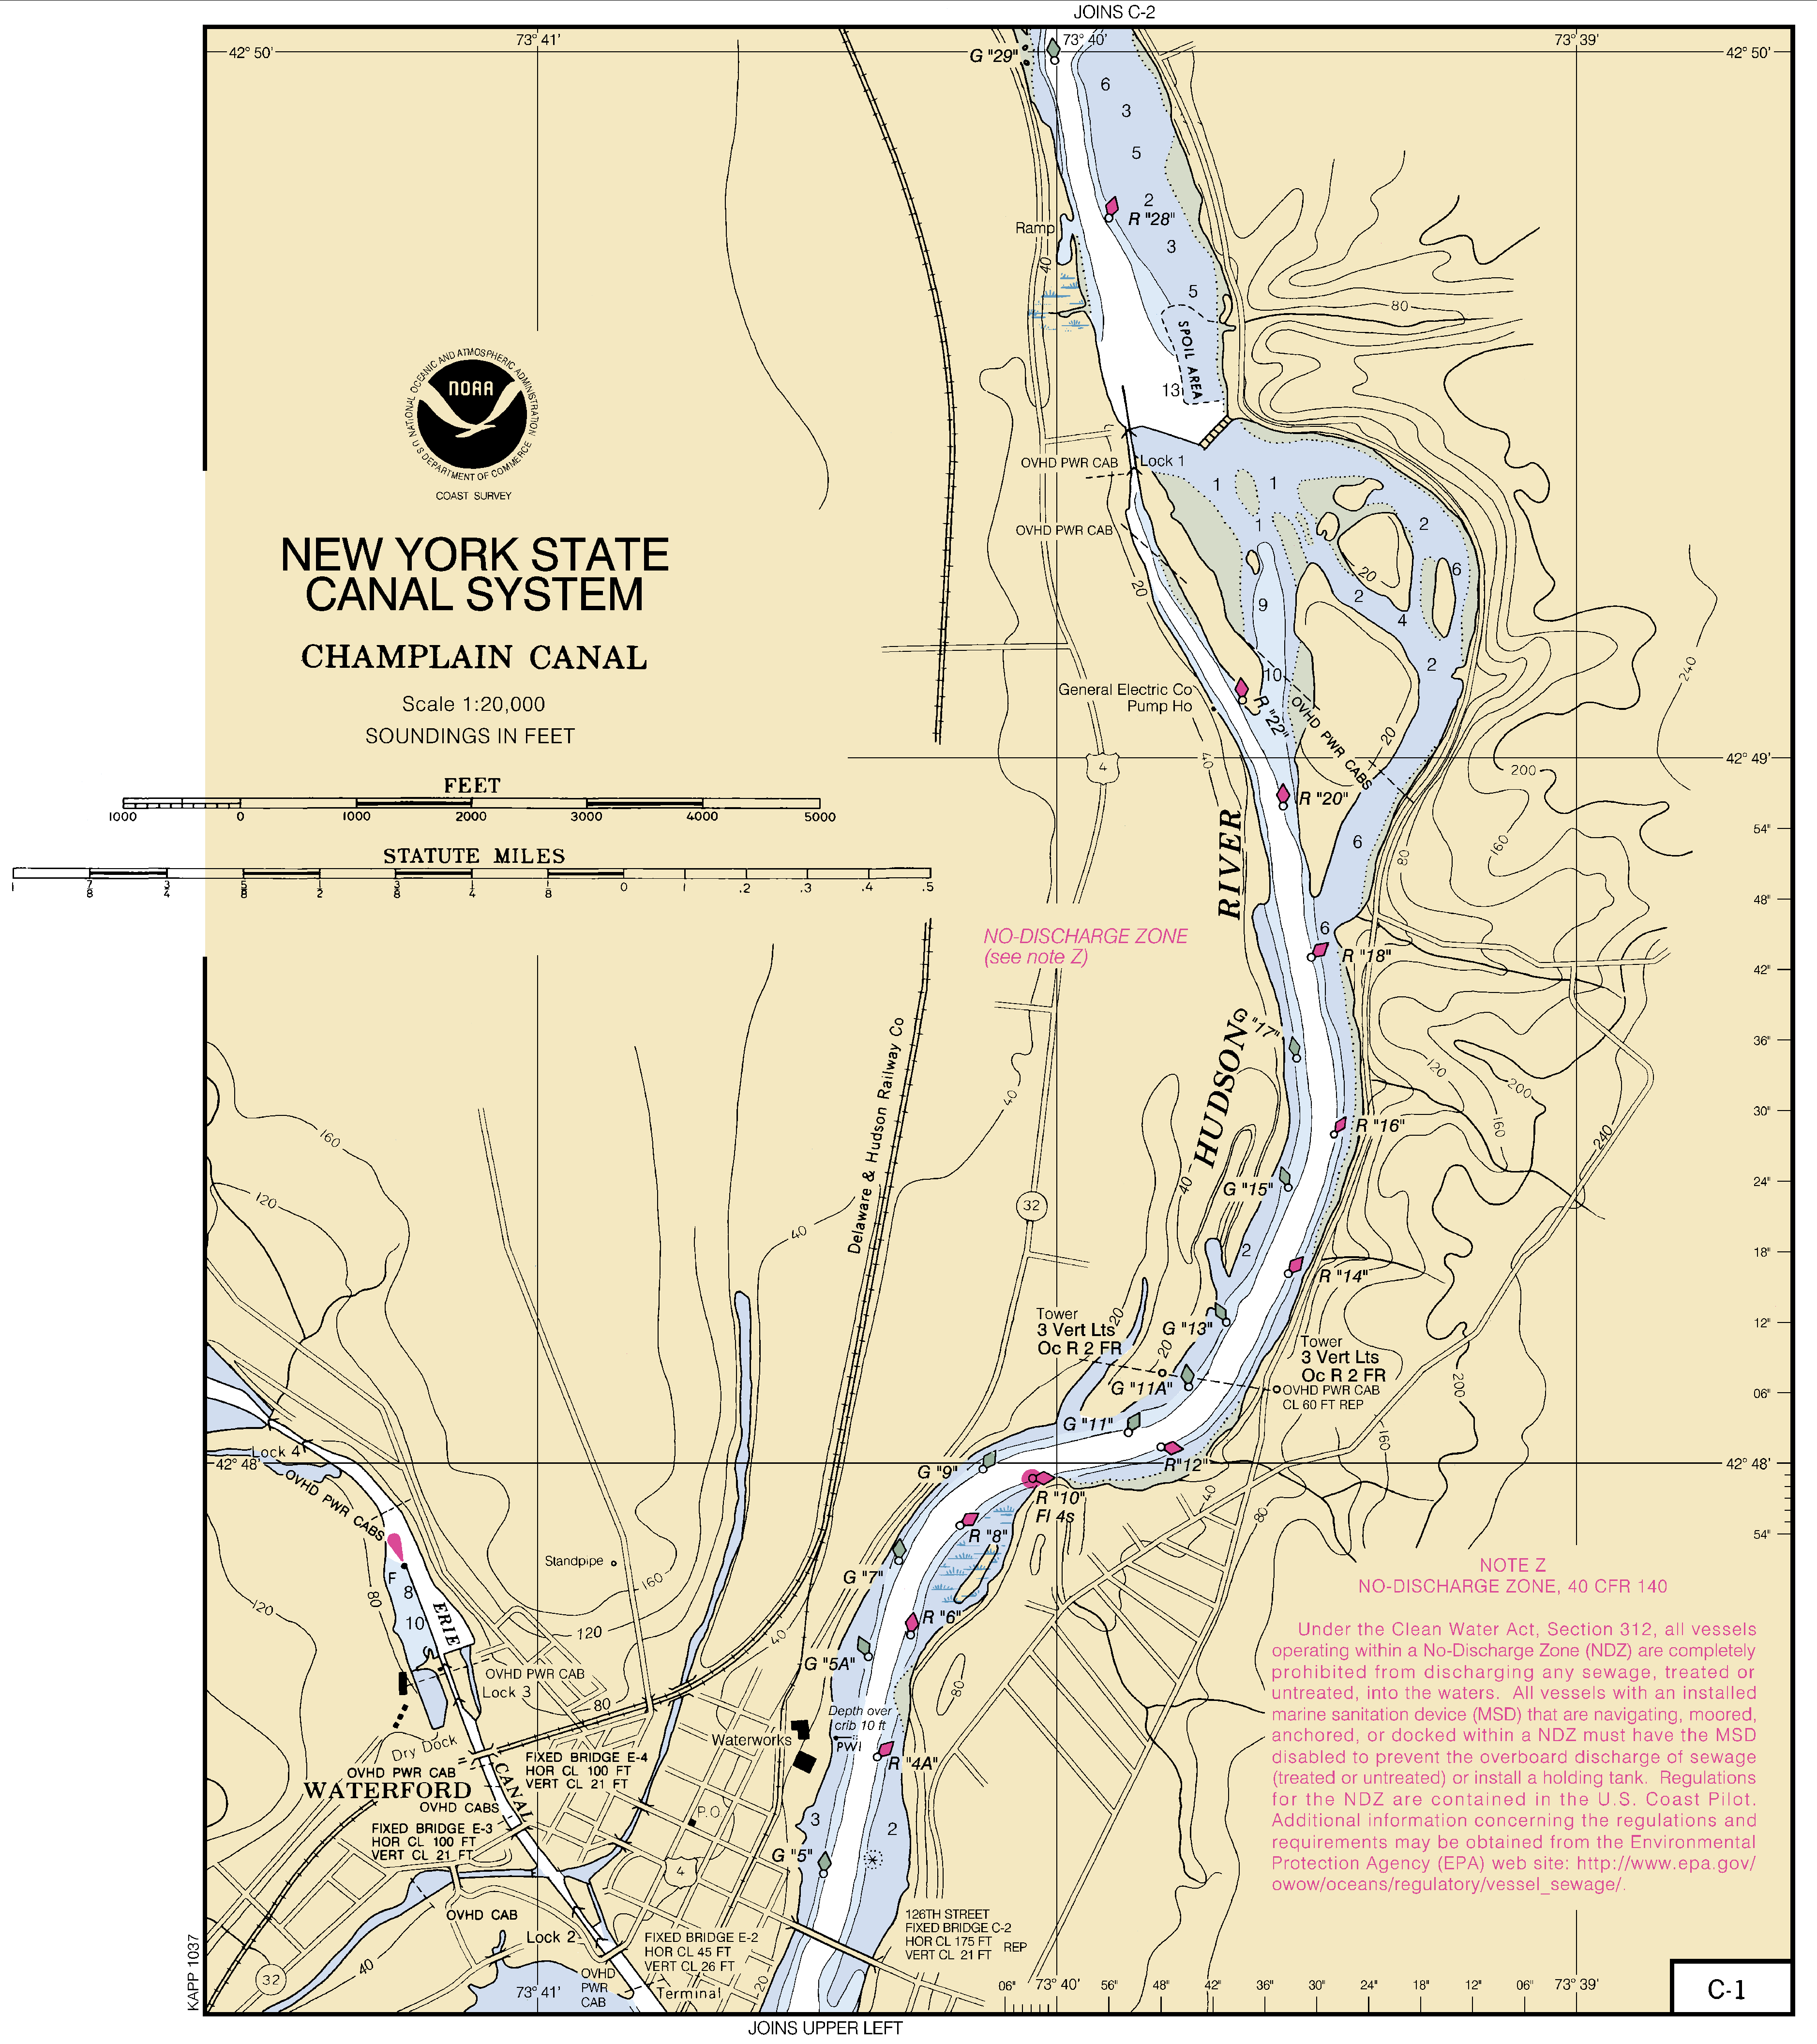 JOINS C-2
73° 41'
73° 40'
73° 39'
42° 50'
G "29"
42° 50'
6
3
5
2
R "28"
Ramp
3
40
5
80
SPOIL AREA
13
U S NATIONAL OCEANIC AND ATMOSPHERIC ADMINISTRATION
NOAA
DEPARTMENT OF COMMERCE
COAST SURVEY
NEW YORK STATE
CANAL SYSTEM
CHAMPLAIN CANAL
Scale 1:20,000
SOUNDINGS IN FEET
FEET
1000 0 1000 2000 3000 4000 5000
STATUTE MILES
1 7/8 3/4 5/8 1/2 3/8 1/4 1/8 0 .1 .2 .3 .4 .5
OVHD PWR CAB
Lock 1
1
1
1
2
OVHD PWR CAB
20
20
6
9
2
4
2
240
10
General Electric Co
Pump Ho
R "22"
OVHD PWR CABS
20
40
4
42° 49'
200
R "20"
54"
160
80
6
RIVER
48"
NO-DISCHARGE ZONE
(see note Z)
6
R "18"
42"
HUDSON
G "17"
36"
Delaware & Hudson Railway Co
40
120
200
30"
R "16"
160
240
160
120
40
G "15"
24"
32
40
2
18"
R "14"
Tower
3 Vert Lts
Oc R 2 FR
20
G "13"
12"
20
Tower
3 Vert Lts
Oc R 2 FR
OVHD PWR CAB
CL 60 FT REP
G "11A"
200
06"
G "11"
160
Lock 4
42° 48'
OVHD PWR CABS
G "9"
R "12"
42° 48'
R "10"
Fl 4s
40
80
R "8"
54"
Standpipe
G "7"
F
8
80
160
10
ERIE
120
120
R "6"
40
G "5A"
OVHD PWR CAB
Lock 3
80
80
Depth over
crib 10 ft
PWI
Waterworks
R "4A"
Dry Dock
OVHD PWR CAB
WATERFORD
CANAL
OVHD CABS
FIXED BRIDGE E-4
HOR CL 100 FT
VERT CL 21 FT
FIXED BRIDGE E-3
HOR CL 100 FT
VERT CL 21 FT
P.O.
3
2
G "5"
4
OVHD CAB
Lock 2
FIXED BRIDGE E-2
HOR CL 45 FT
VERT CL 26 FT
126TH STREET
FIXED BRIDGE C-2
HOR CL 175 FT
VERT CL 21 FT
REP
OVHD
PWR
CAB
Terminal
20
32
40
NOTE Z
NO-DISCHARGE ZONE, 40 CFR 140
Under the Clean Water Act, Section 312, all vessels
operating within a No-Discharge Zone (NDZ) are completely
prohibited from discharging any sewage, treated or
untreated, into the waters. All vessels with an installed
marine sanitation device (MSD) that are navigating, moored,
anchored, or docked within a NDZ must have the MSD
disabled to prevent the overboard discharge of sewage
(treated or untreated) or install a holding tank. Regulations
for the NDZ are contained in the U.S. Coast Pilot.
Additional information concerning the regulations and
requirements may be obtained from the Environmental
Protection Agency (EPA) web site: http://www.epa.gov/
owow/oceans/regulatory/vessel_sewage/.
KAPP 1037
73° 41'
06"
73° 40'
56"
48"
42"
36"
30"
24"
18"
12"
06"
73° 39'
C-1
JOINS UPPER LEFT